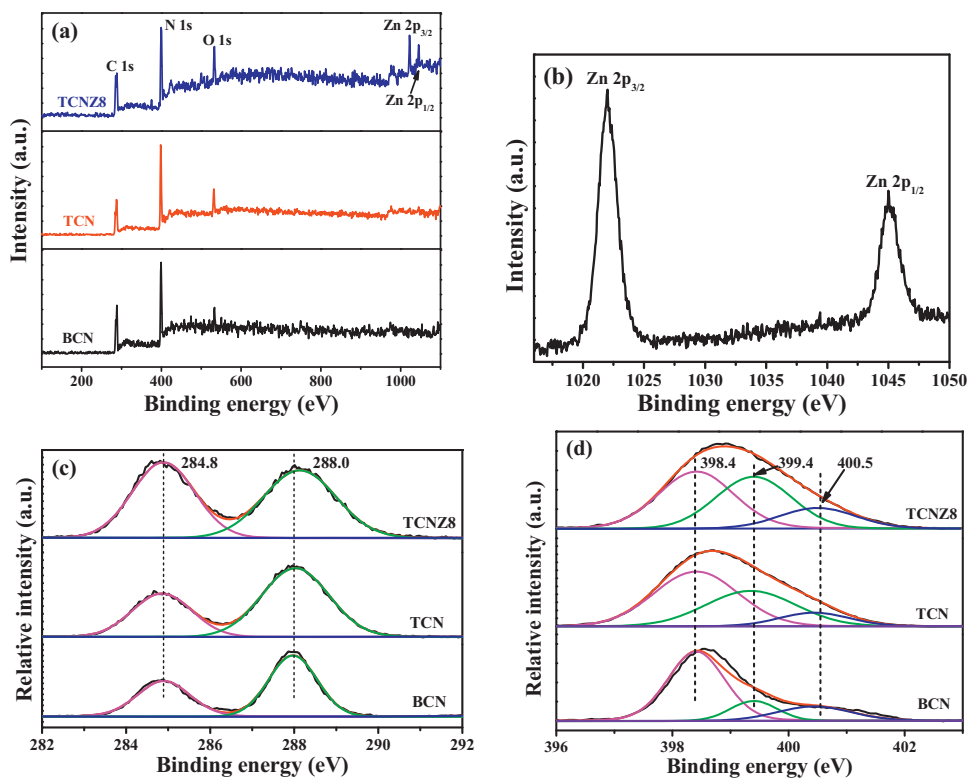 (a)
N 1s
C 1s
O 1s
Zn 2p3/2
Zn 2p1/2
TCNZ8
TCN
BCN
Intensity (a.u.)
200 400 600 800 1000
Binding energy (eV)
(b)
Zn 2p3/2
Zn 2p1/2
Intensity (a.u.)
1020 1025 1030 1035 1040 1045 1050
Binding energy (eV)
(c)
284.8
288.0
TCNZ8
TCN
BCN
Relative intensity (a.u.)
282 284 286 288 290 292
Binding energy (eV)
(d)
398.4
399.4
400.5
TCNZ8
TCN
BCN
Relative intensity (a.u.)
396 398 400 402
Binding energy (eV)